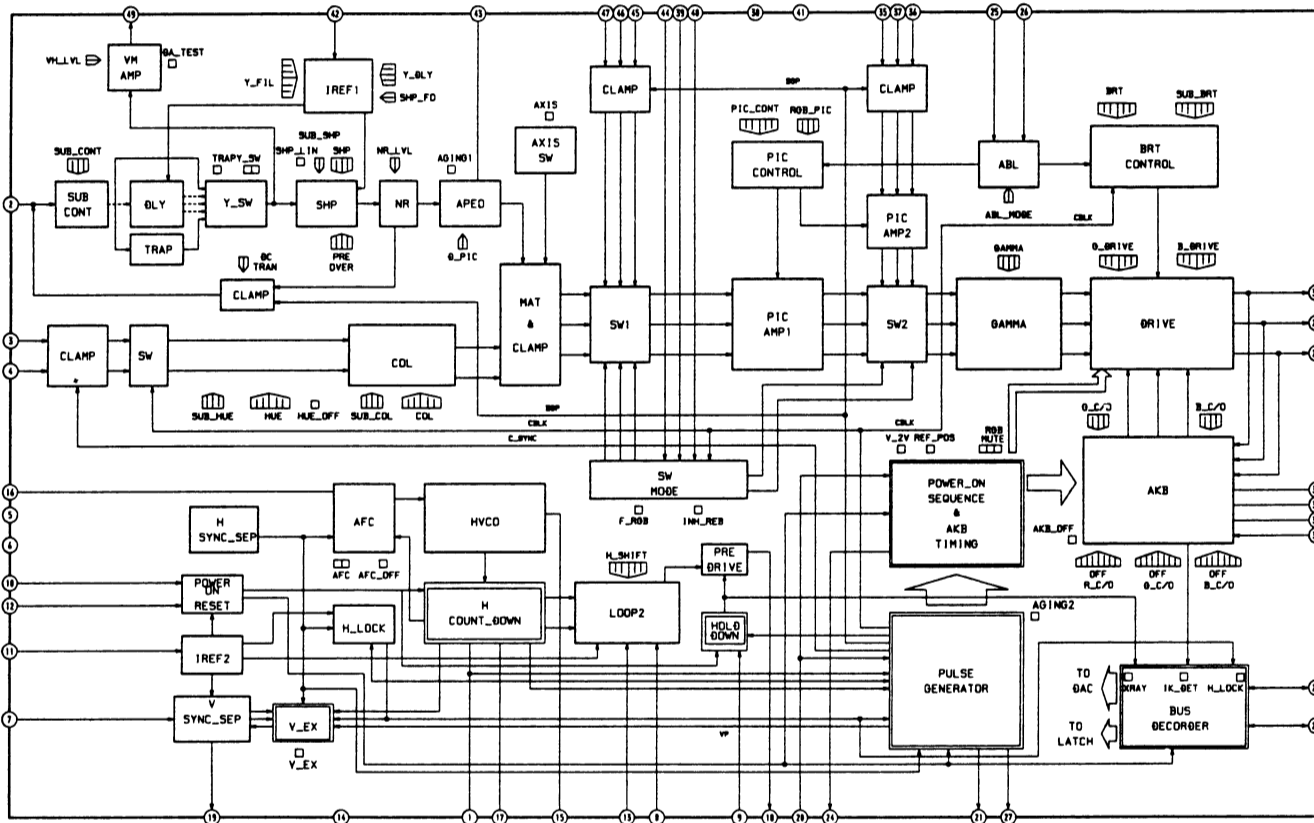 49 42 43 47 46 45 44 39 40 38 41 35 37 36 25 26
VM_LVL
VM
AMP
Y_FIL
IREF1
Y_DLY
SHP_FO
CLAMP
BGP
CLAMP
AXIS
AXIS
SW
PIC_CONT
RGB_PIC
PIC
CONTROL
ABL
ABL_MODE
BRT
SUB_BRT
BRT
CONTROL
CBLK
SUB_CONT
TRAP
Y_SW
SUB_SHP
SHP_LIN
SHP
NR_LVL
AGING1
2
SUB
CONT
DLY
Y_SW
SHP
NR
APED
TRAP
DC
TRAN
PRE
OVER
D_PIC
PIC
AMP2
CLAMP
MAT
&
CLAMP
SW1
PIC
AMP1
SW2
GAMMA
GAMMA
G_DRIVE
B_DRIVE
DRIVE
3
4
CLAMP
SW
COL
SUB_HUE
HUE
HUE_OFF
SUB_COL
COL
BGP
CBLK
C_SYNC
CBLK
V_2V
REF_POS
RGB
MUTE
G_C/O
B_C/O
SW
MODE
F_RGB
POWER_ON
SEQUENCE
&
AKB
TIMING
AKB
AKB_OFF
OFF
R_C/O
OFF
G_C/O
OFF
B_C/O
16
5
6
10
12
11
7
H
SYNC_SEP
AFC
AFC
AFC_OFF
HVCO
H_SHIFT
PRE
DRIVE
POWER
ON
RESET
H_LOCK
H
COUNT_DOWN
LOOP2
HOLD
DOWN
IREF2
AGING2
PULSE
GENERATOR
V
SYNC_SEP
V_EX
V_EX
VP
TO
DAC
TO
LATCH
XRAY
IK_DET
H_LOCK
BUS
DECORDER
19 14 1 17 15 13 8 9 18 20 24 21 27